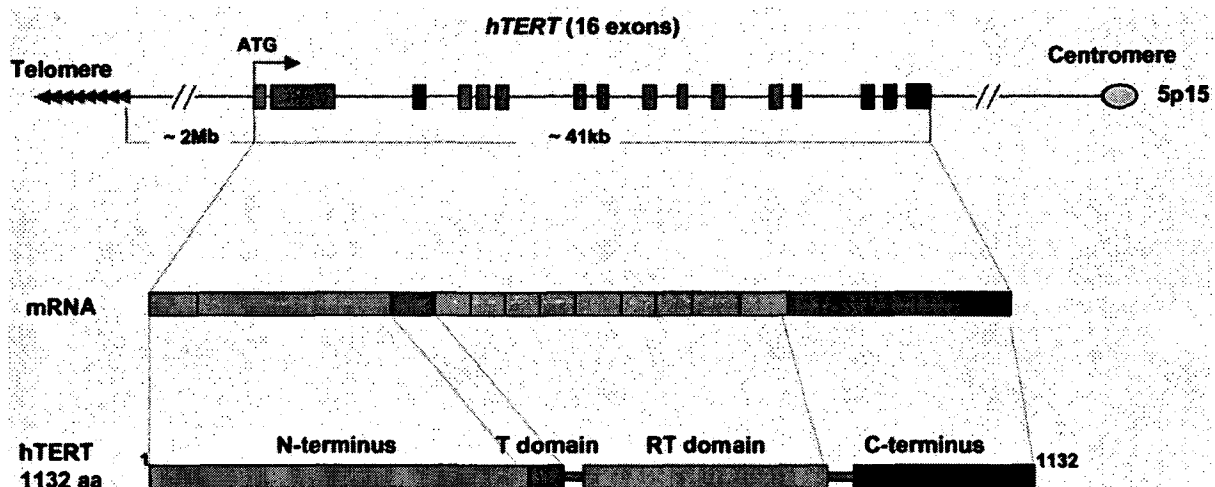 hTERT (16 exons)
ATG
Telomere
Centromere
5p15
~ 2Mb
~ 41kb
mRNA
N-terminus
T domain
RT domain
C-terminus
hTERT
1132 aa
1
1132